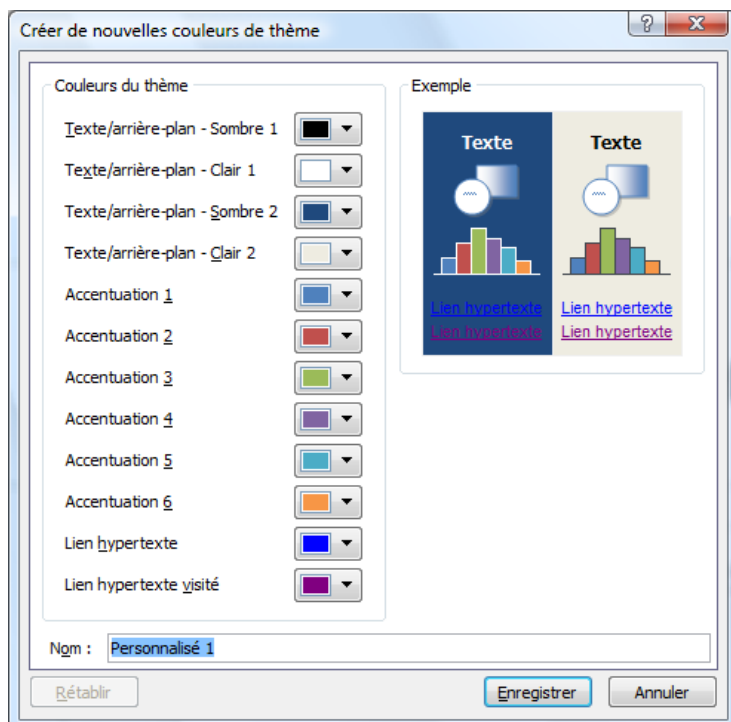 Créer de nouvelles couleurs de thème
Couleurs du thème
Texte/arrière-plan - Sombre 1
Texte/arrière-plan - Clair 1
Texte/arrière-plan - Sombre 2
Texte/arrière-plan - Clair 2
Accentuation 1
Accentuation 2
Accentuation 3
Accentuation 4
Accentuation 5
Accentuation 6
Lien hypertexte
Lien hypertexte visité
Exemple
Texte
Texte
Lien hypertexte
Lien hypertexte
Lien hypertexte
Lien hypertexte
Nom : Personnalisé 1
Rétablir
Enregistrer
Annuler